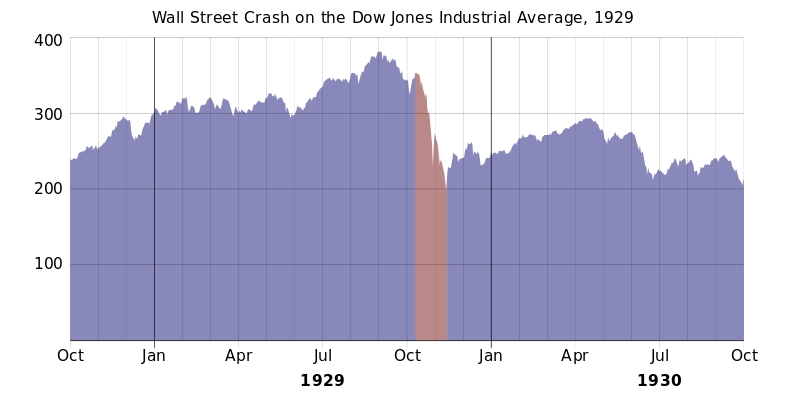 Wall Street Crash on the Dow Jones Industrial Average, 1929
400
300
200
100
Oct Jan Apr Jul Oct Jan Apr Jul Oct
1929 1930